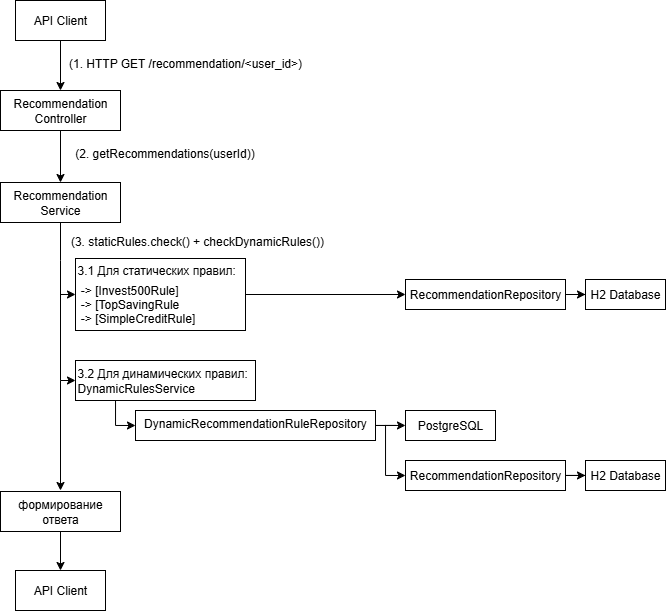 API Client
(1. HTTP GET /recommendation/<user_id>)
Recommendation
Controller
(2. getRecommendations(userId))
Recommendation
Service
(3. staticRules.check() + checkDynamicRules())
3.1 Для статических правил:
-> [Invest500Rule]
-> [TopSavingRule
-> [SimpleCreditRule]
RecommendationRepository
H2 Database
3.2 Для динамических правил:
DynamicRulesService
DynamicRecommendationRuleRepository
PostgreSQL
RecommendationRepository
H2 Database
формирование
ответа
API Client